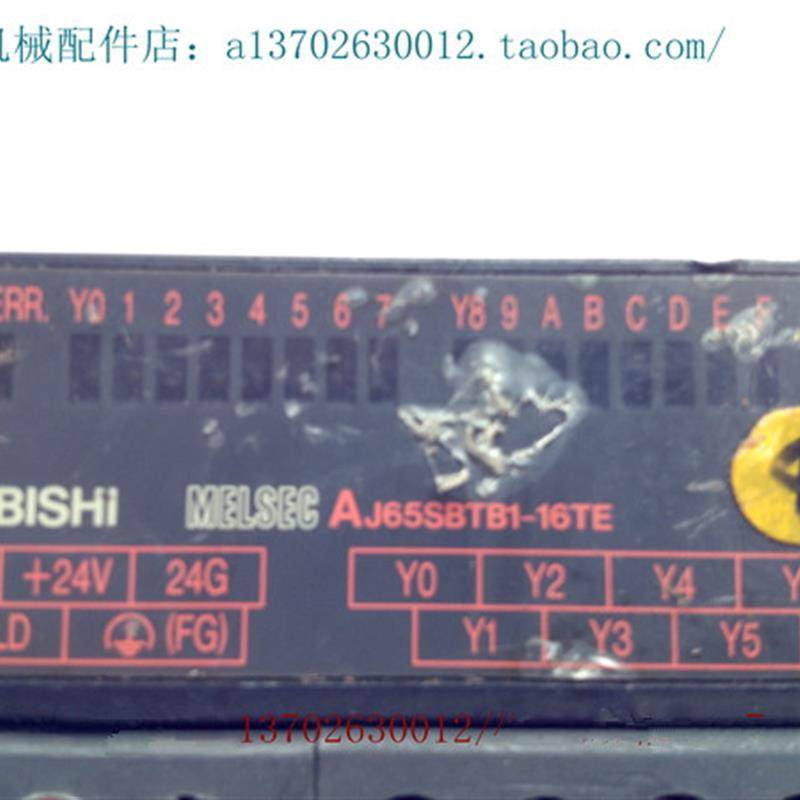 机械配件店：a13702630012.taobao.com/
ERR. Y0 1 2 3 4 5 6 7 Y8 9 A B C D E F
BISHI MELSEC AJ65SBTB1-16TE
+24V 24G Y0 Y2 Y4 Y
LD (FG) Y1 Y3 Y5
13702630012//